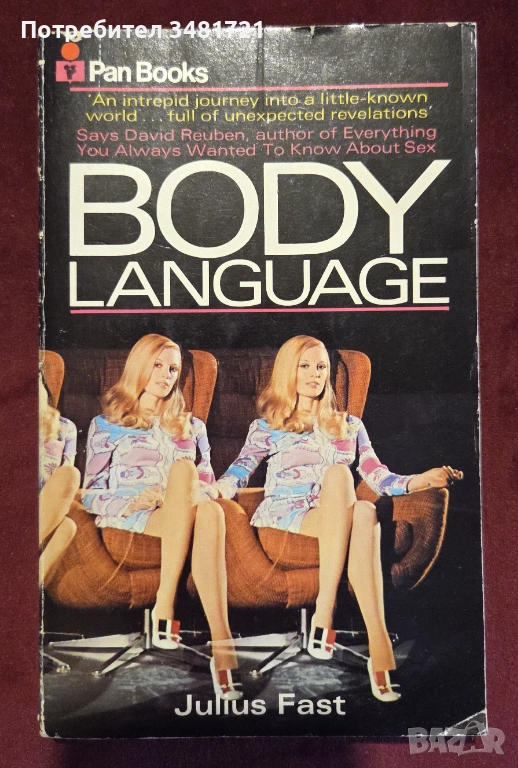 Потребител 3481721
Pan Books
'An intrepid journey into a little-known
world . . . full of unexpected revelations'
Says David Reuben, author of Everything
You Always Wanted To Know About Sex
BODY
LANGUAGE
Julius Fast
BAZAR